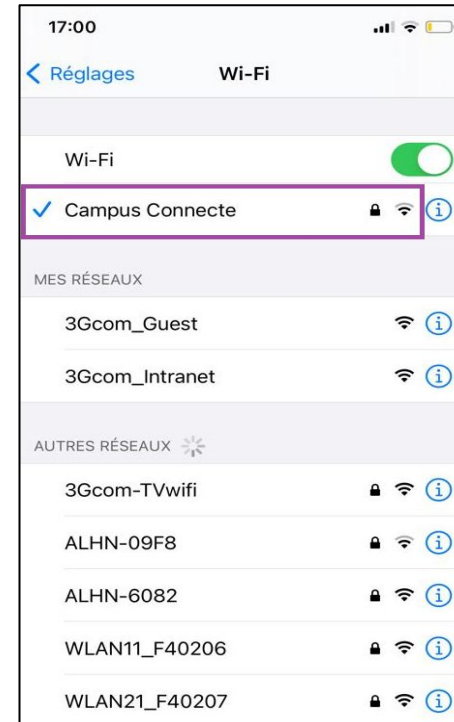 17:00
Réglages Wi-Fi
Wi-Fi
Campus Connecte
MES RÉSEAUX
3Gcom_Guest
3Gcom_Intranet
AUTRES RÉSEAUX
3Gcom-TVwifi
ALHN-09F8
ALHN-6082
WLAN11_F40206
WLAN21_F40207